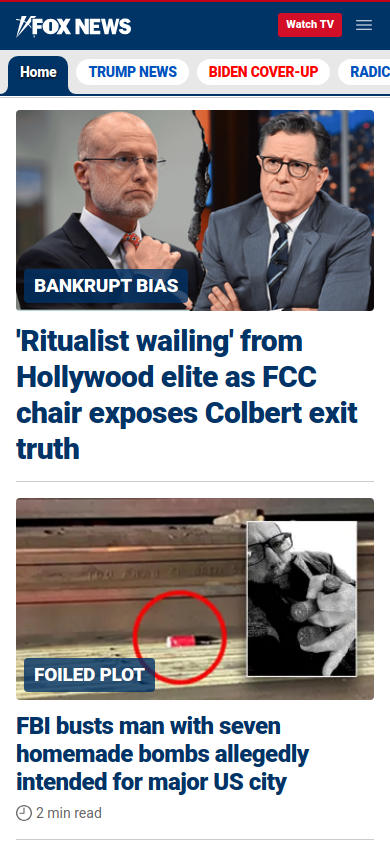 FOX NEWS
Watch TV
Home
TRUMP NEWS
BIDEN COVER-UP
RADIC
BANKRUPT BIAS
'Ritualist wailing' from
Hollywood elite as FCC
chair exposes Colbert exit
truth
FOILED PLOT
FBI busts man with seven
homemade bombs allegedly
intended for major US city
2 min read